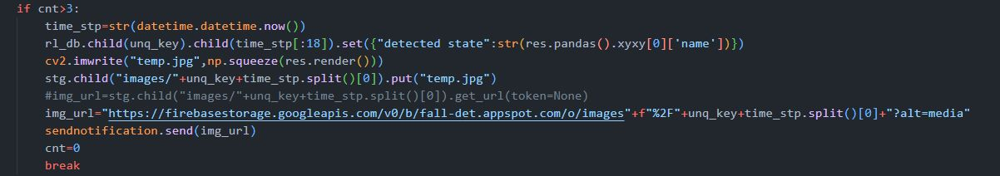 if cnt>3:
    time_stp=str(datetime.datetime.now())
    rl_db.child(unq_key).child(time_stp[:18]).set({"detected state":str(res.pandas().xyxy[0]['name'])})
    cv2.imwrite("temp.jpg",np.squeeze(res.render()))
    stg.child("images/"+unq_key+time_stp.split()[0]).put("temp.jpg")
    #img_url=stg.child("images/"+unq_key+time_stp.split()[0]).get_url(token=None)
    img_url="https://firebasestorage.googleapis.com/v0/b/fall-det.appspot.com/o/images"+f"%2F"+unq_key+time_stp.split()[0]+"?alt=media"
    sendnotification.send(img_url)
    cnt=0
    break